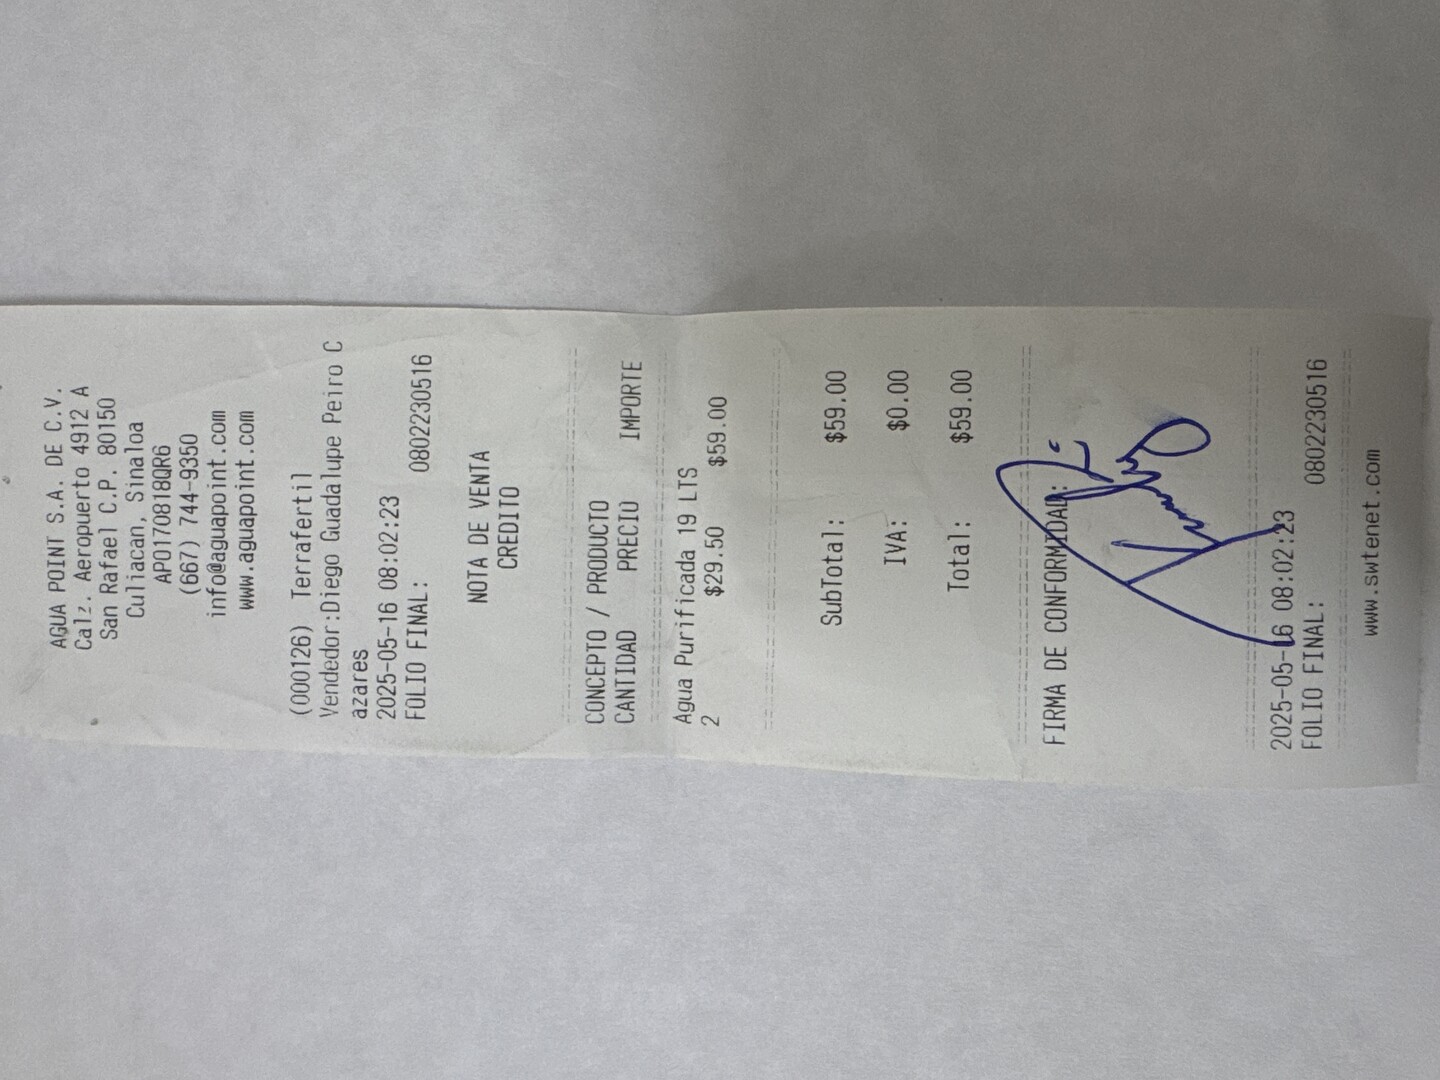 AGUA POINT S.A. DE C.V.
Calz. Aeropuerto 4912 A
San Rafael C.P. 80150
Culiacan, Sinaloa
APO170818QR6
(667) 744-9350
info@aguapoint.com
www.aguapoint.com
(000126) Terrafertil
Vendedor:Diego Guadalupe Peiro C
azares
2025-05-16 08:02:23
FOLIO FINAL: 0802230516
NOTA DE VENTA
CREDITO
CONCEPTO / PRODUCTO
CANTIDAD PRECIO IMPORTE
Agua Purificada 19 LTS
2 $29.50 $59.00
SubTotal: $59.00
IVA: $0.00
Total: $59.00
FIRMA DE CONFORMIDAD:
2025-05-16 08:02:23
FOLIO FINAL: 0802230516
www.swtenet.com